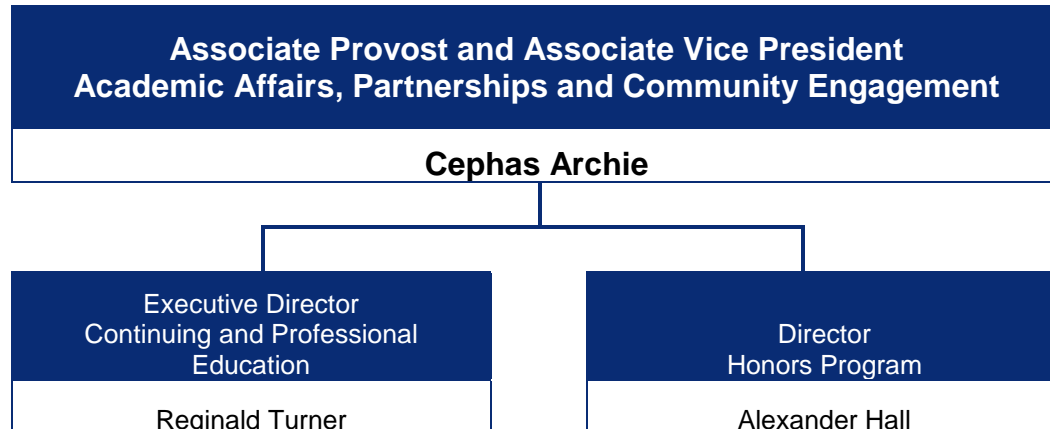 Associate Provost and Associate Vice President
Academic Affairs, Partnerships and Community Engagement
Cephas Archie
Executive Director
Continuing and Professional
Education
Reginald Turner
Director
Honors Program
Alexander Hall